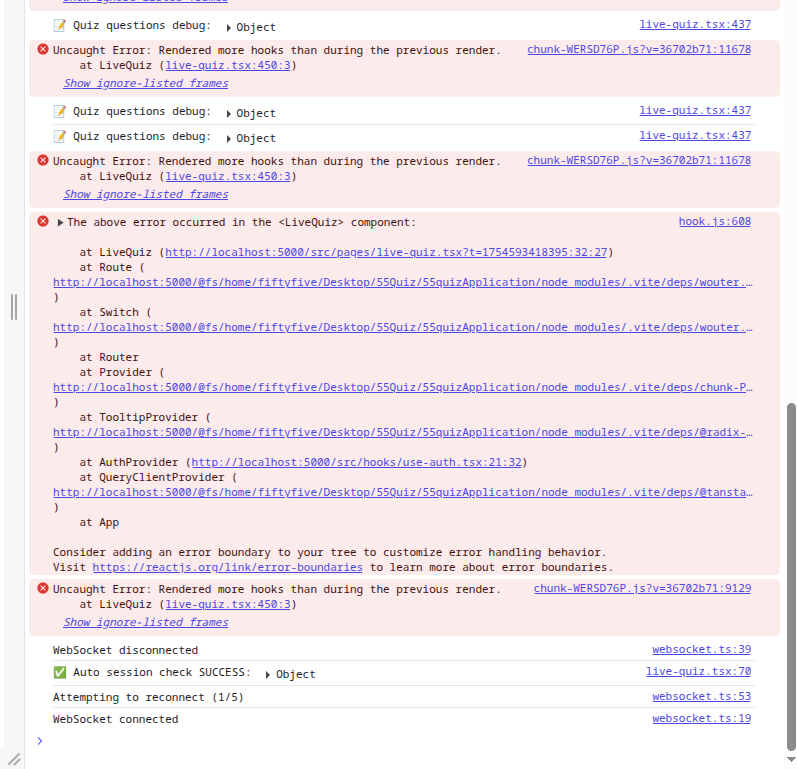 Show ignore-listed frames
📝 Quiz questions debug: ▶ Object live-quiz.tsx:437
Uncaught Error: Rendered more hooks than during the previous render. chunk-WERSD76P.js?v=36702b71:11678
at LiveQuiz (live-quiz.tsx:450:3)
Show ignore-listed frames
📝 Quiz questions debug: ▶ Object live-quiz.tsx:437
📝 Quiz questions debug: ▶ Object live-quiz.tsx:437
Uncaught Error: Rendered more hooks than during the previous render. chunk-WERSD76P.js?v=36702b71:11678
at LiveQuiz (live-quiz.tsx:450:3)
Show ignore-listed frames
▶ The above error occurred in the <LiveQuiz> component: hook.js:608
at LiveQuiz (http://localhost:5000/src/pages/live-quiz.tsx?t=1754593418395:32:27)
at Route (
http://localhost:5000/@fs/home/fiftyfive/Desktop/55Quiz/55quizApplication/node_modules/.vite/deps/wouter.…
)
at Switch (
http://localhost:5000/@fs/home/fiftyfive/Desktop/55Quiz/55quizApplication/node_modules/.vite/deps/wouter.…
)
at Router
at Provider (
http://localhost:5000/@fs/home/fiftyfive/Desktop/55Quiz/55quizApplication/node_modules/.vite/deps/chunk-P…
)
at TooltipProvider (
http://localhost:5000/@fs/home/fiftyfive/Desktop/55Quiz/55quizApplication/node_modules/.vite/deps/@radix-…
)
at AuthProvider (http://localhost:5000/src/hooks/use-auth.tsx:21:32)
at QueryClientProvider (
http://localhost:5000/@fs/home/fiftyfive/Desktop/55Quiz/55quizApplication/node_modules/.vite/deps/@tansta…
)
at App
Consider adding an error boundary to your tree to customize error handling behavior.
Visit https://reactjs.org/link/error-boundaries to learn more about error boundaries.
Uncaught Error: Rendered more hooks than during the previous render. chunk-WERSD76P.js?v=36702b71:9129
at LiveQuiz (live-quiz.tsx:450:3)
Show ignore-listed frames
WebSocket disconnected websocket.ts:39
✅ Auto session check SUCCESS: ▶ Object live-quiz.tsx:70
Attempting to reconnect (1/5) websocket.ts:53
WebSocket connected websocket.ts:19